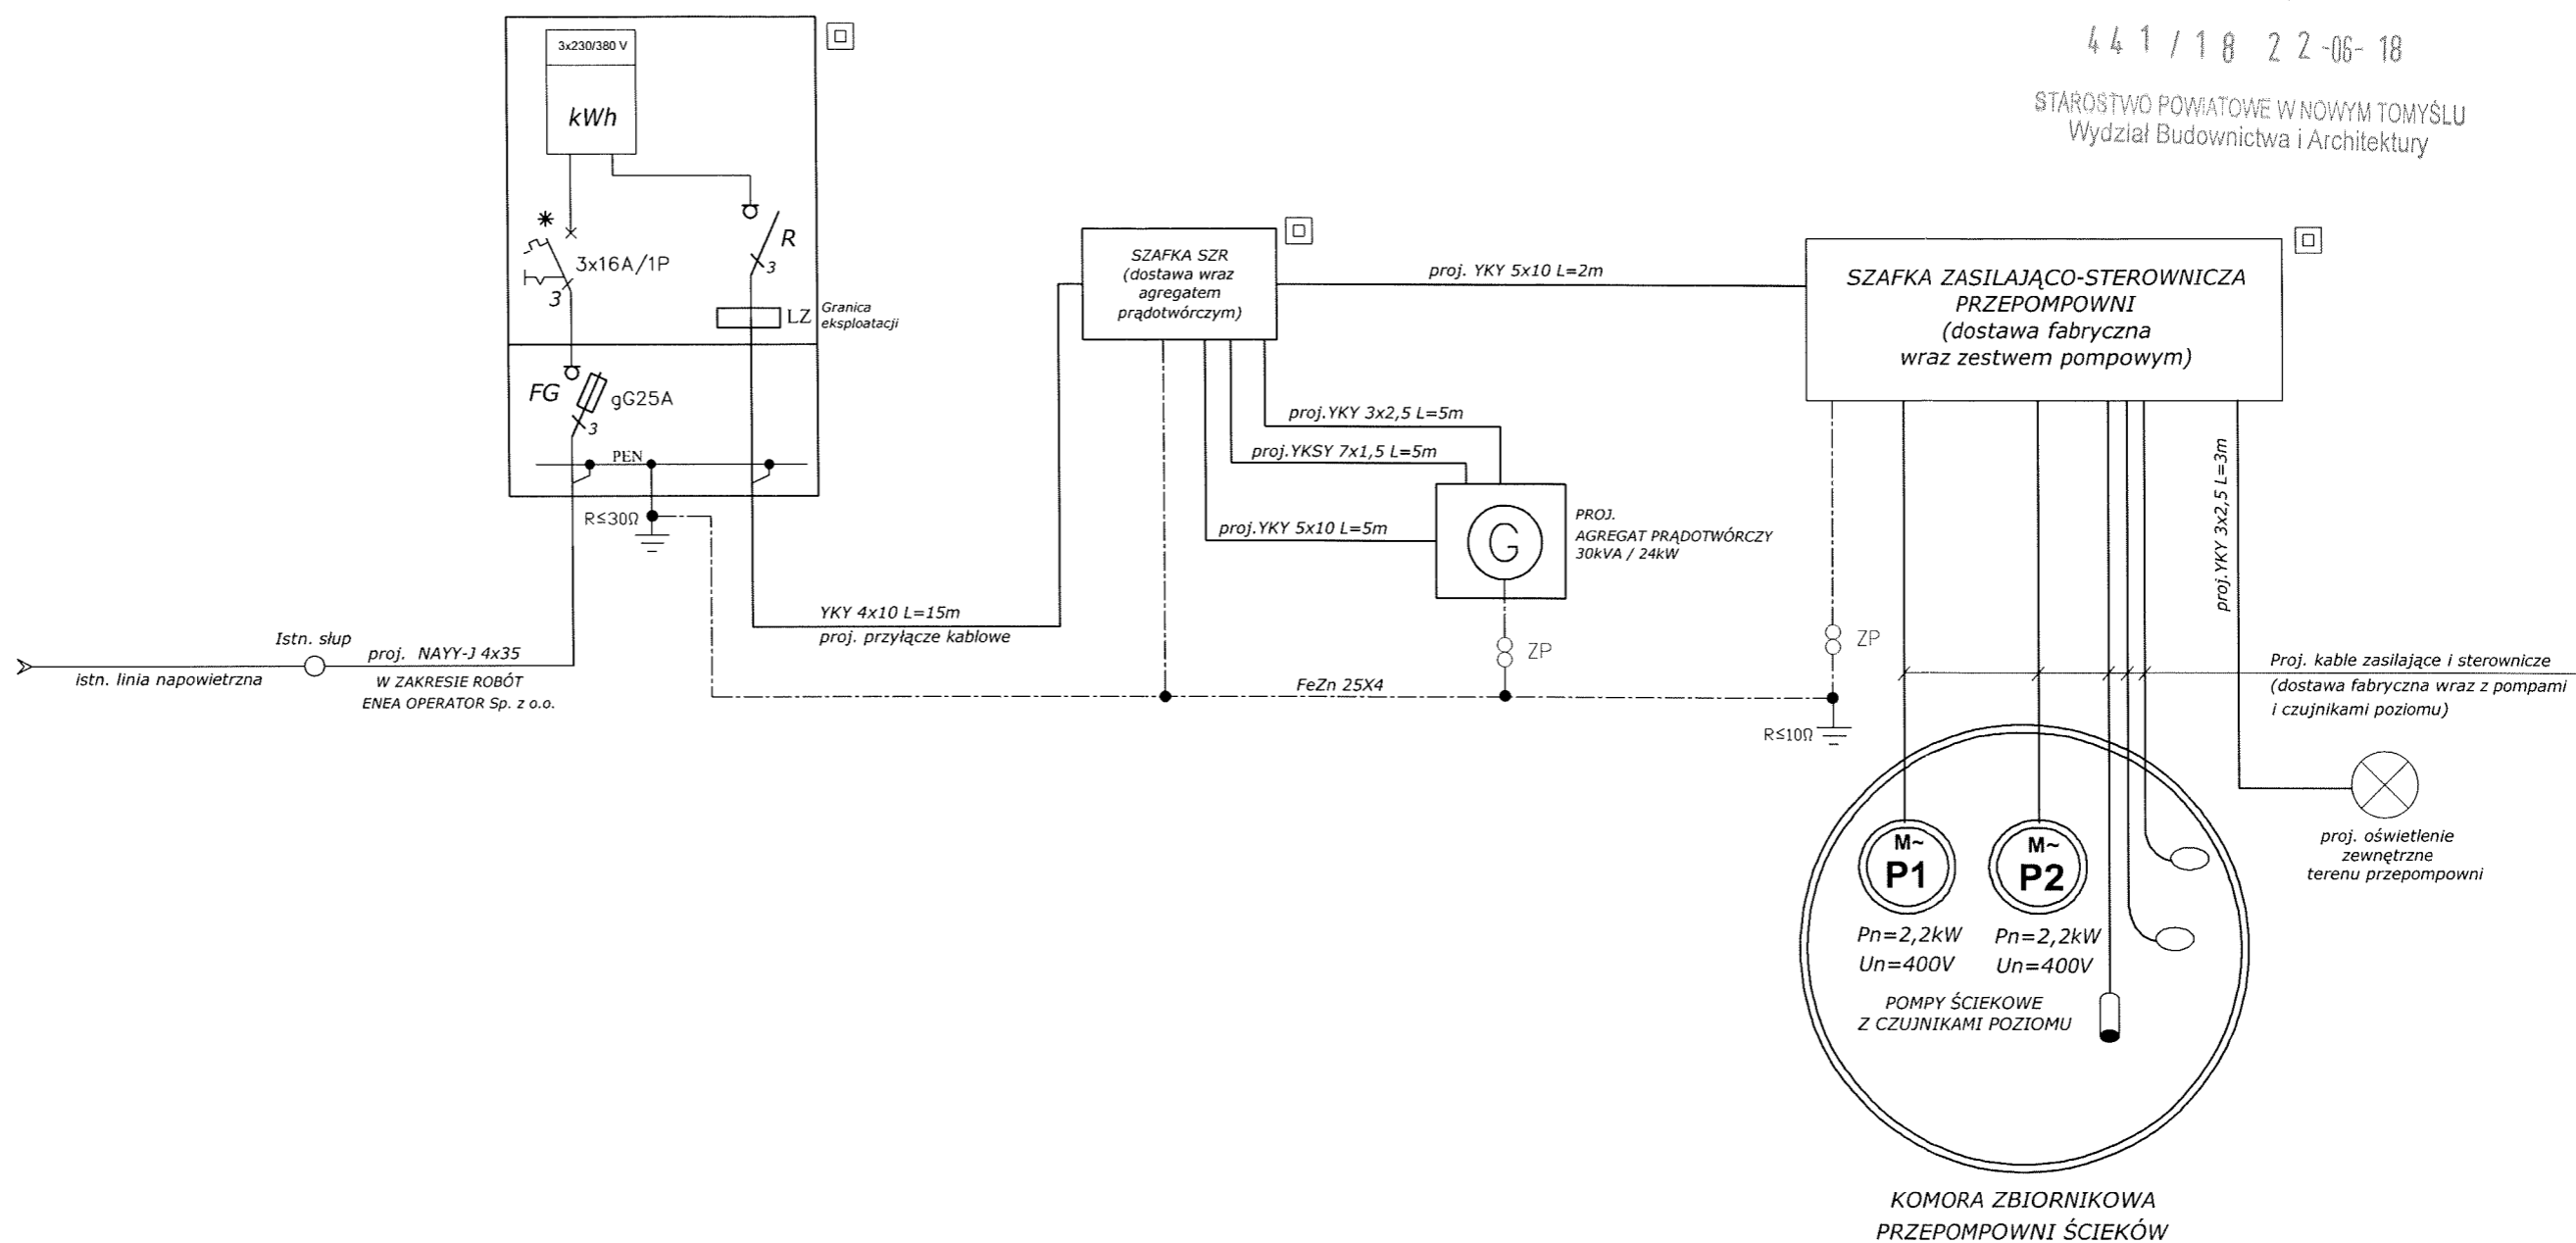 441/18 22-06-18
STAROSTWO POWIATOWE W NOWYM TOMYŚLU
Wydział Budownictwa i Architektury
3x230/380 V
kWh
3x16A/1P
3
R
3
LZ
Granica
eksploatacji
FG
gG25A
3
PEN
R≤30Ω
Istn. słup
istn. linia napowietrzna
proj. NAYY-J 4x35
W ZAKRESIE ROBÓT
ENEA OPERATOR Sp. z o.o.
YKY 4x10 L=15m
proj. przyłącze kablowe
SZAFKA SZR
(dostawa wraz
agregatem
prądotwórczym)
proj. YKY 5x10 L=2m
proj.YKY 3x2,5 L=5m
proj.YKSY 7x1,5 L=5m
proj.YKY 5x10 L=5m
G
PROJ.
AGREGAT PRĄDOTWÓRCZY
30kVA / 24kW
ZP
FeZn 25X4
SZAFKA ZASILAJĄCO-STEROWNICZA
PRZEPOMPOWNI
(dostawa fabryczna
wraz zestwem pompowym)
proj.YKY 3x2,5 L=3m
ZP
R≤10Ω
Proj. kable zasilające i sterownicze
(dostawa fabryczna wraz z pompami
i czujnikami poziomu)
proj. oświetlenie
zewnętrzne
terenu przepompowni
M~
P1
M~
P2
Pn=2,2kW
Un=400V
Pn=2,2kW
Un=400V
POMPY ŚCIEKOWE
Z CZUJNIKAMI POZIOMU
KOMORA ZBIORNIKOWA
PRZEPOMPOWNI ŚCIEKÓW